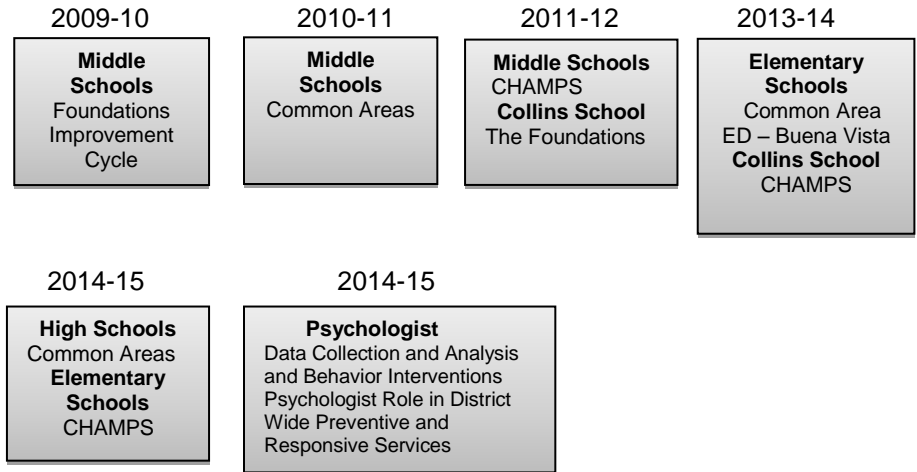 2009-10
Middle
Schools
Foundations
Improvement
Cycle
2010-11
Middle
Schools
Common Areas
2011-12
Middle Schools
CHAMPS
Collins School
The Foundations
2013-14
Elementary
Schools
Common Area
ED – Buena Vista
Collins School
CHAMPS
2014-15
High Schools
Common Areas
Elementary
Schools
CHAMPS
2014-15
Psychologist
Data Collection and Analysis
and Behavior Interventions
Psychologist Role in District
Wide Preventive and
Responsive Services